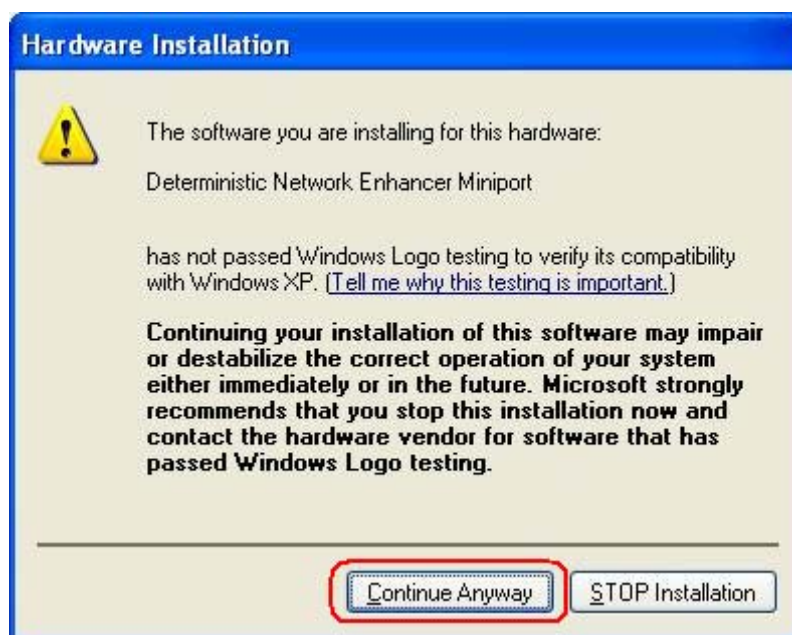 Hardware Installation
The software you are installing for this hardware:
Deterministic Network Enhancer Miniport
has not passed Windows Logo testing to verify its compatibility
with Windows XP. (Tell me why this testing is important.)
Continuing your installation of this software may impair
or destabilize the correct operation of your system
either immediately or in the future. Microsoft strongly
recommends that you stop this installation now and
contact the hardware vendor for software that has
passed Windows Logo testing.
Continue Anyway STOP Installation